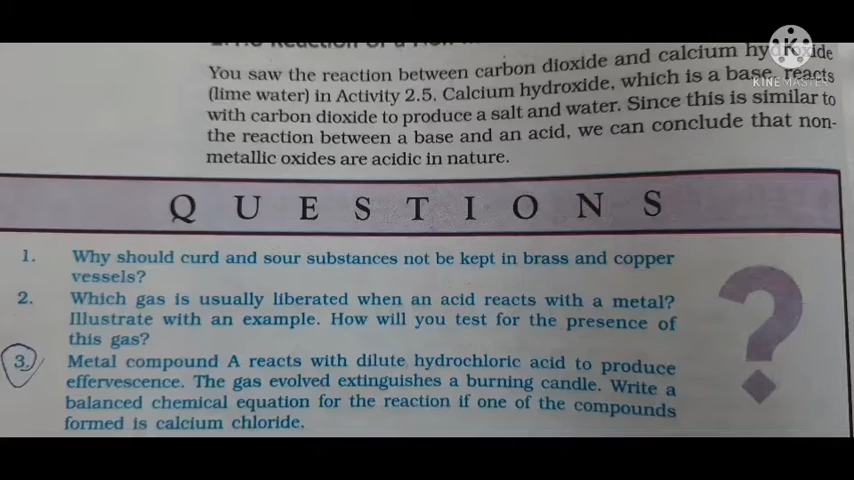 You saw the reaction between carbon dioxide and calcium hydroxide
(lime water) in Activity 2.5. Calcium hydroxide, which is a base, reacts
with carbon dioxide to produce a salt and water. Since this is similar to
the reaction between a base and an acid, we can conclude that non-
metallic oxides are acidic in nature.
QUESTIONS
1. Why should curd and sour substances not be kept in brass and copper
vessels?
2. Which gas is usually liberated when an acid reacts with a metal?
Illustrate with an example. How will you test for the presence of
this gas?
3. Metal compound A reacts with dilute hydrochloric acid to produce
effervescence. The gas evolved extinguishes a burning candle. Write a
balanced chemical equation for the reaction if one of the compounds
formed is calcium chloride.
?
K
KINEMASTER